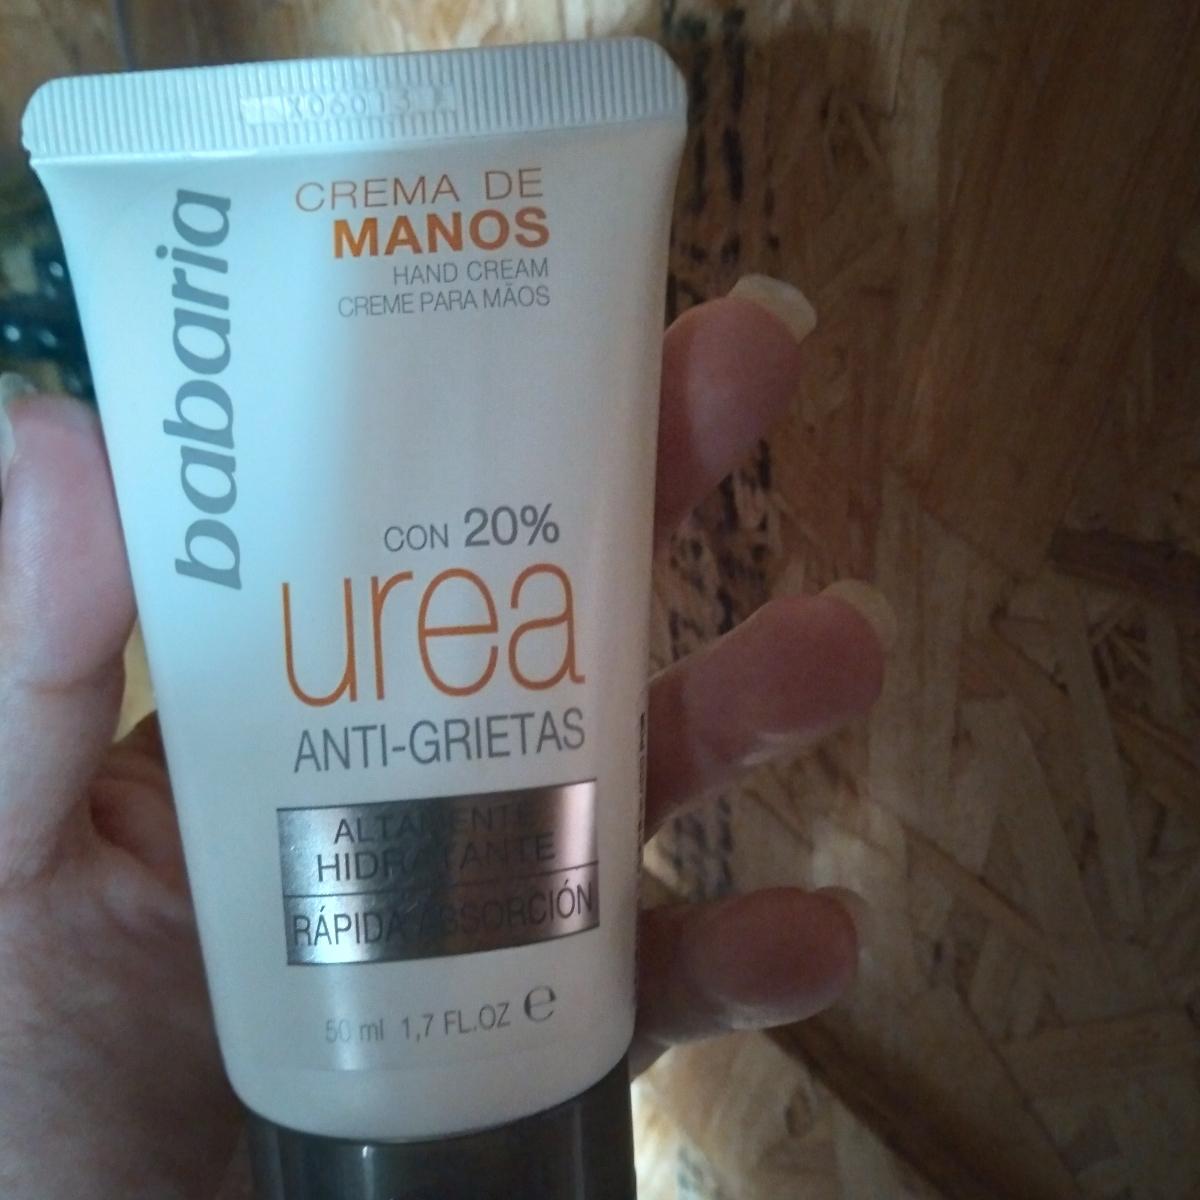 babaria
CREMA DE
MANOS
HAND CREAM
CREME PARA MÃOS
CON 20%
urea
ANTI-GRIETAS
ALTAMENTE
HIDRATANTE
RÁPIDA ABSORCIÓN
50 ml 1,7 FL.OZ e